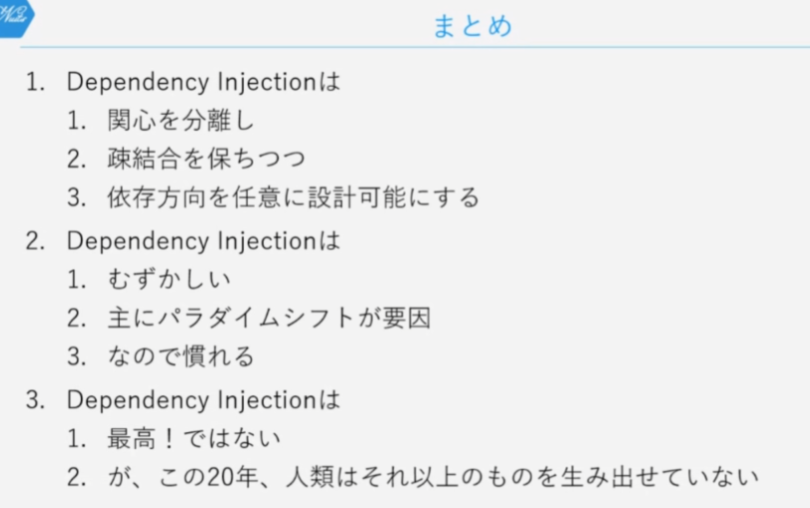 まとめ
1. Dependency Injectionは
1. 関心を分離し
2. 疎結合を保ちつつ
3. 依存方向を任意に設計可能にする
2. Dependency Injectionは
1. むずかしい
2. 主にパラダイムシフトが要因
3. なので慣れる
3. Dependency Injectionは
1. 最高！ではない
2. が、この20年、人類はそれ以上のものを生み出せていない